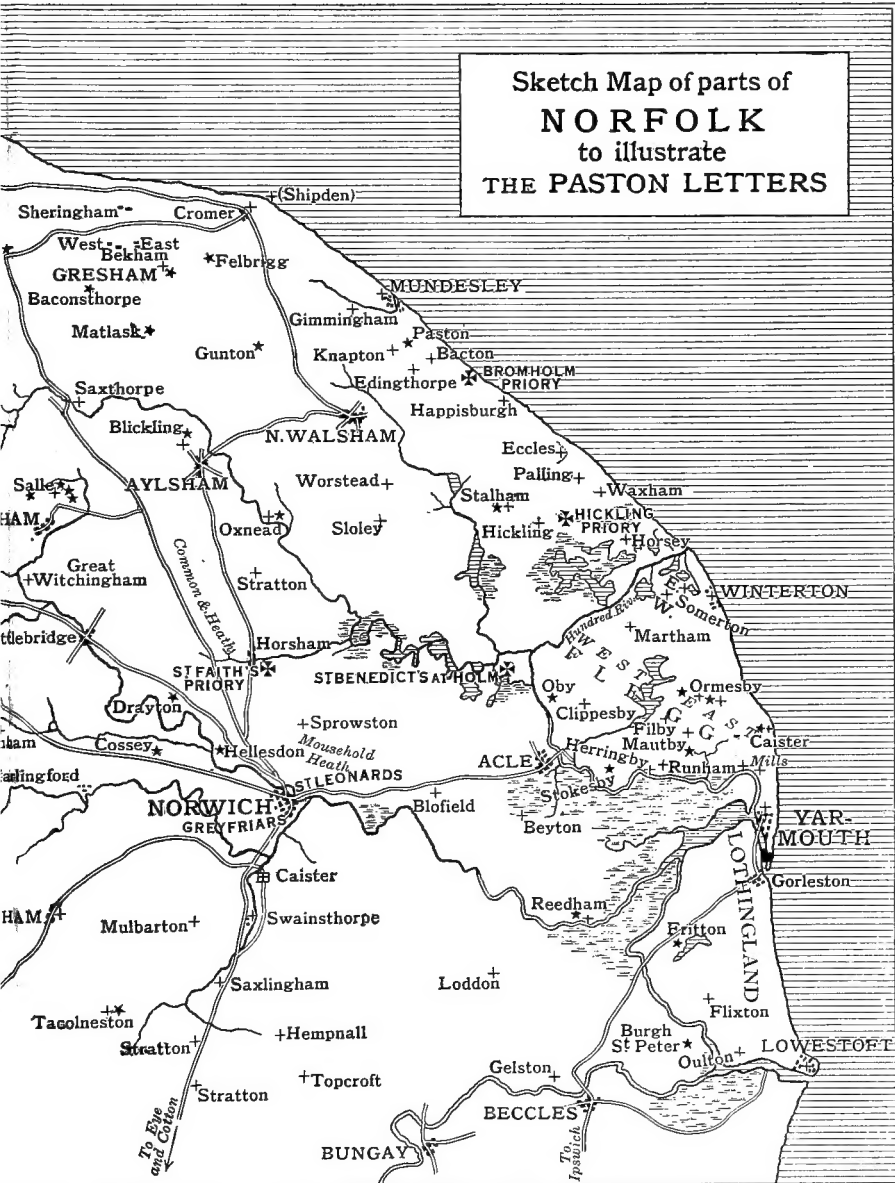 Sketch Map of parts of
NORFOLK
to illustrate
THE PASTON LETTERS
(Shipden)
Sheringham
Cromer
West East
Bekham
Felbrigg
GRESHAM
Baconsthorpe
MUNDESLEY
Gimmingham
Matlask
Paston
Gunton
Knapton
Bacton
BROMHOLM
PRIORY
Edingthorpe
Saxthorpe
Happisburgh
Blickling
N. WALSHAM
Eccles
Palling
AYLSHAM
Worstead
Waxham
Salle
Stalham
HAM
HICKLING
PRIORY
Oxnead
Sloley
Hickling
Horsey
Common & Heath
Great
Witchingham
Stratton
WINTERTON
E.
W. Somerton
Hundred River
Martham
ttlebridge
Horsham
ST FAITH'S
PRIORY
ST BENEDICT'S AT HOLM
WEST
FLEGG
EAST
Oby
Ormesby
Drayton
Clippesby
Sprowston
Filby
Mautby
Caister
Cossey
Hellesdon
Mousehold
Heath
Herringby
Runham
Mills
ham
ACLE
arlingford
ST LEONARDS
Stokesby
NORWICH
Blofield
GREYFRIARS
Beyton
YAR-
MOUTH
LOTHINGLAND
Caister
Gorleston
HAM
Reedham
Mulbarton
Swainsthorpe
Fritton
Saxlingham
Loddon
Flixton
Tacolneston
Hempnall
Burgh
St Peter
Stratton
Oulton
LOWESTOFT
Gelston
Topcroft
Stratton
BECCLES
To Eye
and Cotton
BUNGAY
To
Ipswich